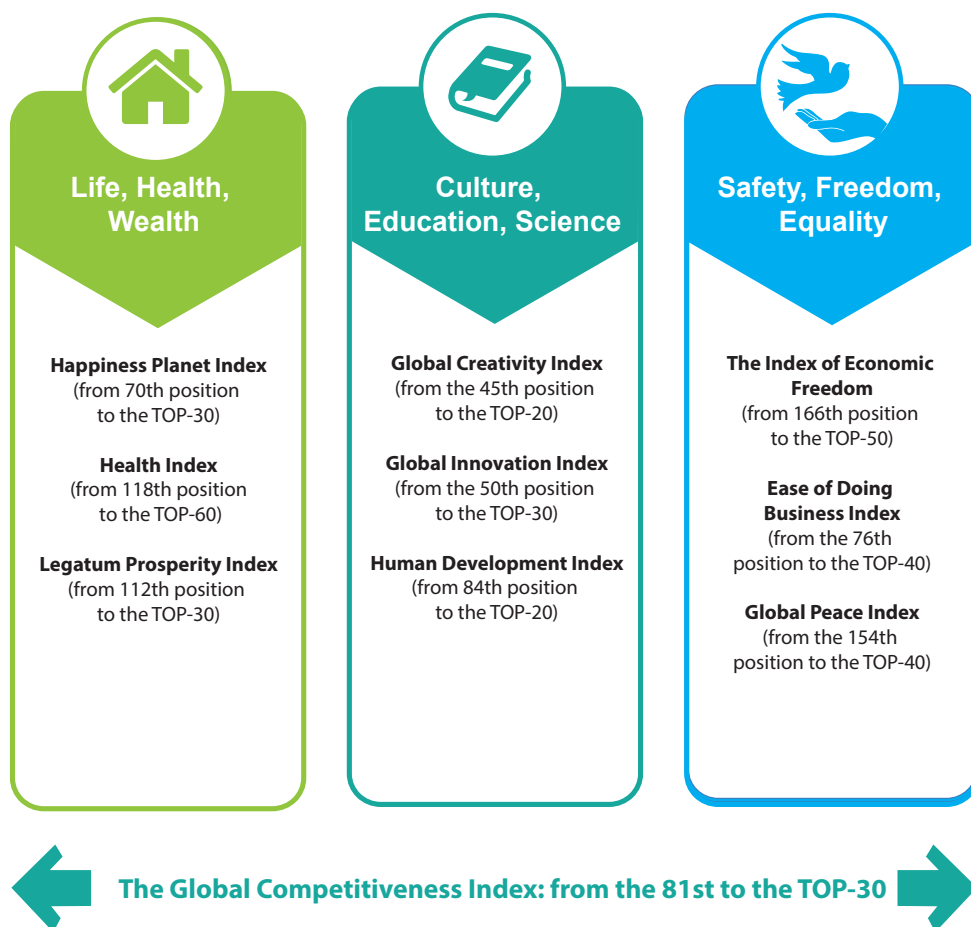 Life, Health,
Wealth
Happiness Planet Index
(from 70th position
to the TOP-30)
Health Index
(from 118th position
to the TOP-60)
Legatum Prosperity Index
(from 112th position
to the TOP-30)
Culture,
Education, Science
Global Creativity Index
(from the 45th position
to the TOP-20)
Global Innovation Index
(from the 50th position
to the TOP-30)
Human Development Index
(from 84th position
to the TOP-20)
Safety, Freedom,
Equality
The Index of Economic
Freedom
(from 166th position
to the TOP-50)
Ease of Doing
Business Index
(from the 76th
position to the TOP-40)
Global Peace Index
(from the 154th
position to the TOP-40)
The Global Competitiveness Index: from the 81st to the TOP-30